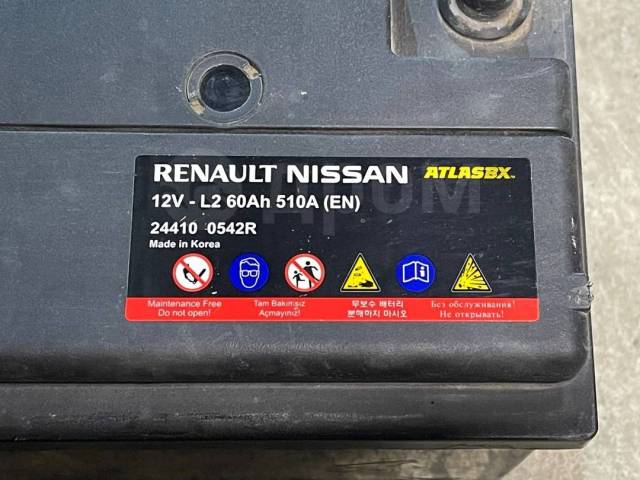 RENAULT NISSAN ATLASBX
12V - L2 60Ah 510A (EN)
24410 0542R
Made in Korea
Maintenance Free
Do not open!
Tam Bakımsız
Açmayınız!
무보수 배터리
분해하지 마시오
Без обслуживания!
Не открывать!
дром